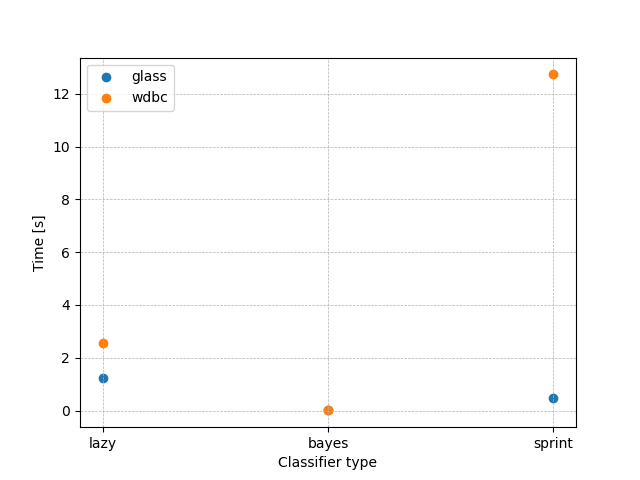 glass
wdbc
12
10
8
6
4
2
0
Time [s]
lazy
bayes
sprint
Classifier type